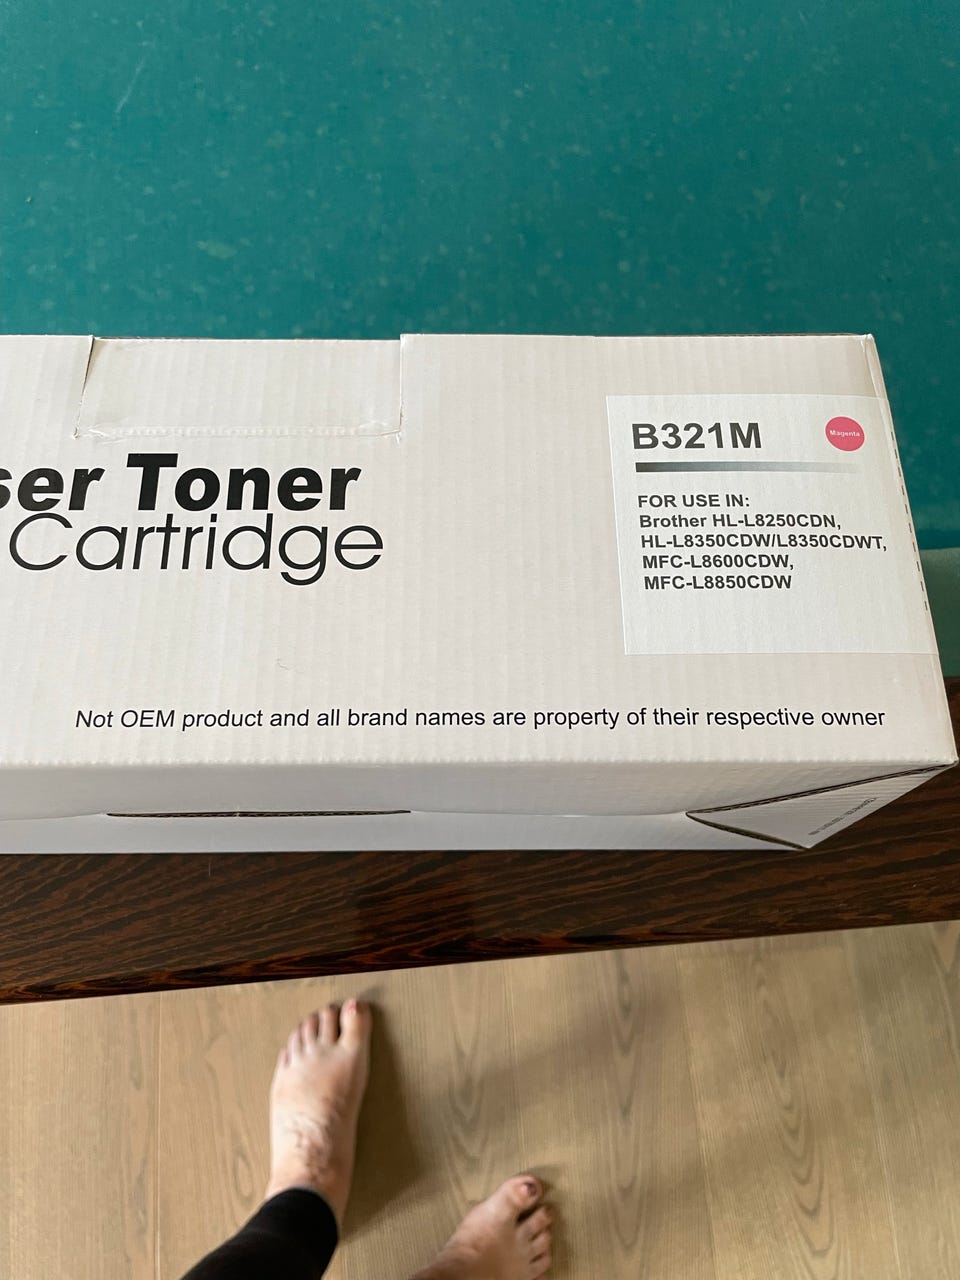 ser Toner
Cartridge
B321M
Magenta
FOR USE IN:
Brother HL-L8250CDN,
HL-L8350CDW/L8350CDWT,
MFC-L8600CDW,
MFC-L8850CDW
Not OEM product and all brand names are property of their respective owner